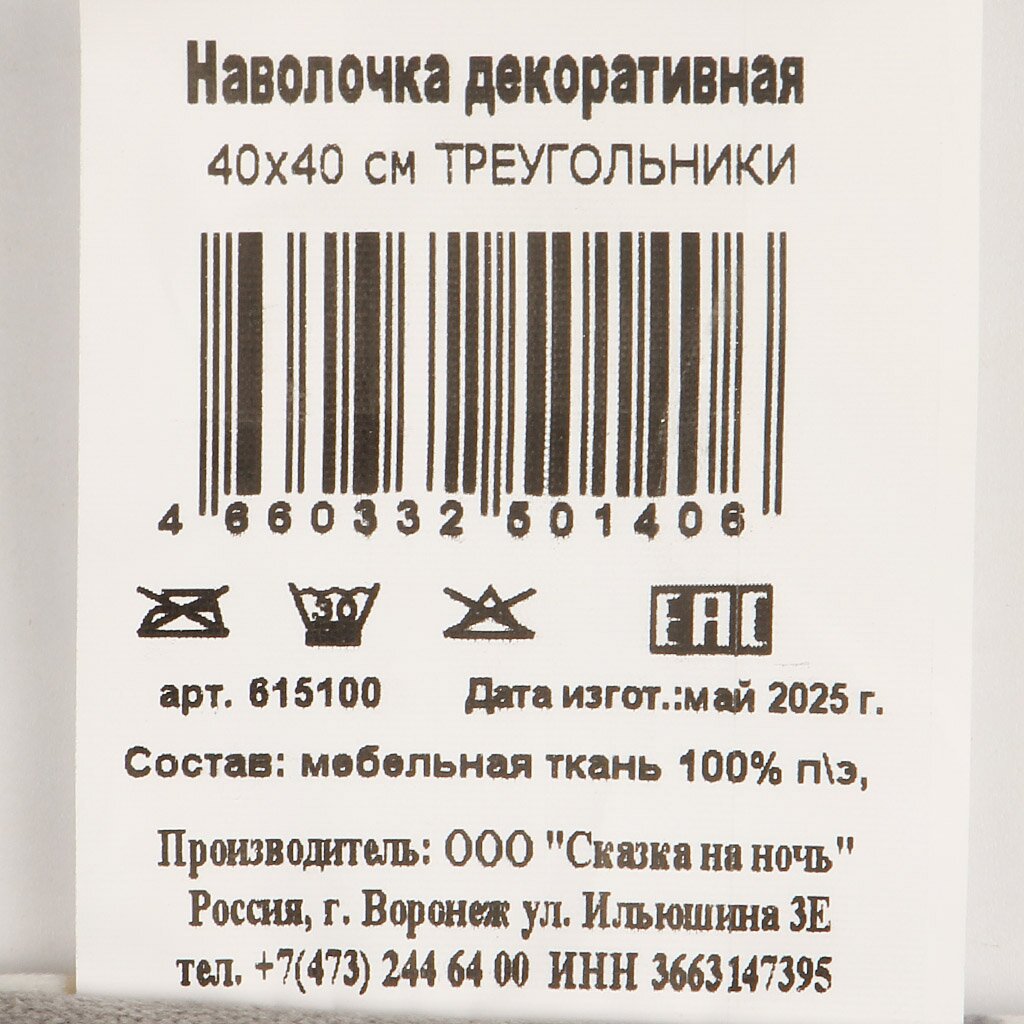 Наволочка декоративная
40х40 см ТРЕУГОЛЬНИКИ
4 660332 501406
30 EAC
арт. 615100 Дата изгот.:май 2025 г.
Состав: мебельная ткань 100% п\э,
Производитель: ООО "Сказка на ночь"
Россия, г. Воронеж ул. Ильюшина 3Е
тел. +7(473) 244 64 00 ИНН 3663147395